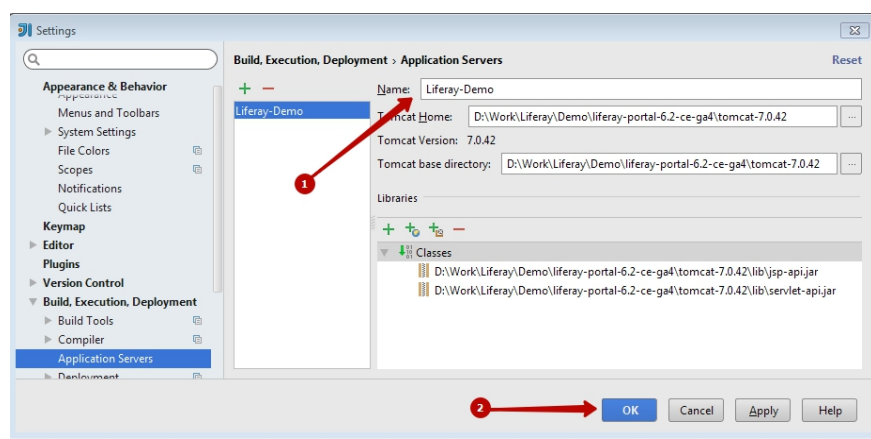 Settings
Build, Execution, Deployment › Application Servers
Reset
Appearance & Behavior
Appearance
Menus and Toolbars
System Settings
File Colors
Scopes
Notifications
Quick Lists
Keymap
Editor
Plugins
Version Control
Build, Execution, Deployment
Build Tools
Compiler
Application Servers
Deployment
Liferay-Demo
1
Name: Liferay-Demo
Tomcat Home: D:\Work\Liferay\Demo\liferay-portal-6.2-ce-ga4\tomcat-7.0.42 ...
Tomcat Version: 7.0.42
Tomcat base directory: D:\Work\Liferay\Demo\liferay-portal-6.2-ce-ga4\tomcat-7.0.42 ...
Libraries
Classes
D:\Work\Liferay\Demo\liferay-portal-6.2-ce-ga4\tomcat-7.0.42\lib\jsp-api.jar
D:\Work\Liferay\Demo\liferay-portal-6.2-ce-ga4\tomcat-7.0.42\lib\servlet-api.jar
2
OK Cancel Apply Help